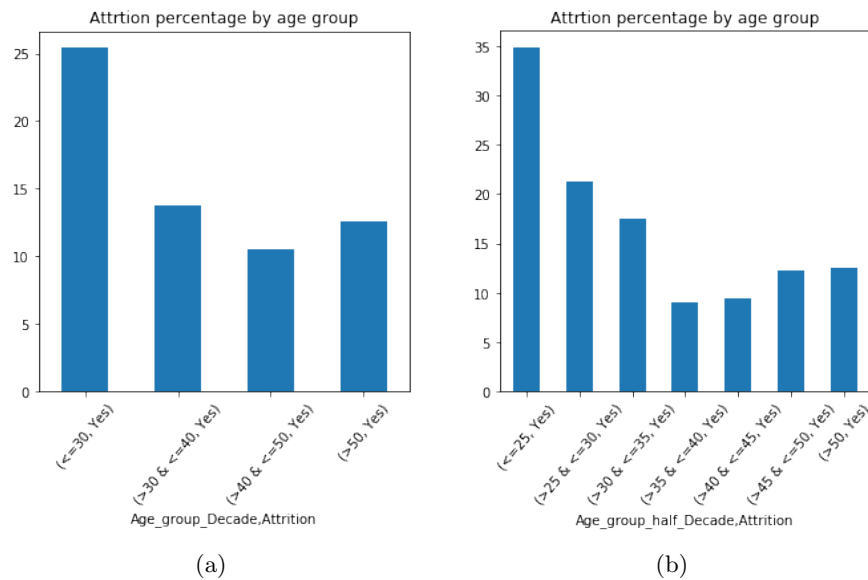 Attrtion percentage by age group
25
20
15
10
5
0
(<=30, Yes)
(>30 & <=40, Yes)
(>40 & <=50, Yes)
(>50, Yes)
Age_group_Decade,Attrition
(a)
Attrtion percentage by age group
35
30
25
20
15
10
5
0
(<=25, Yes)
(>25 & <=30, Yes)
(>30 & <=35, Yes)
(>35 & <=40, Yes)
(>40 & <=45, Yes)
(>45 & <=50, Yes)
(>50, Yes)
Age_group_half_Decade,Attrition
(b)